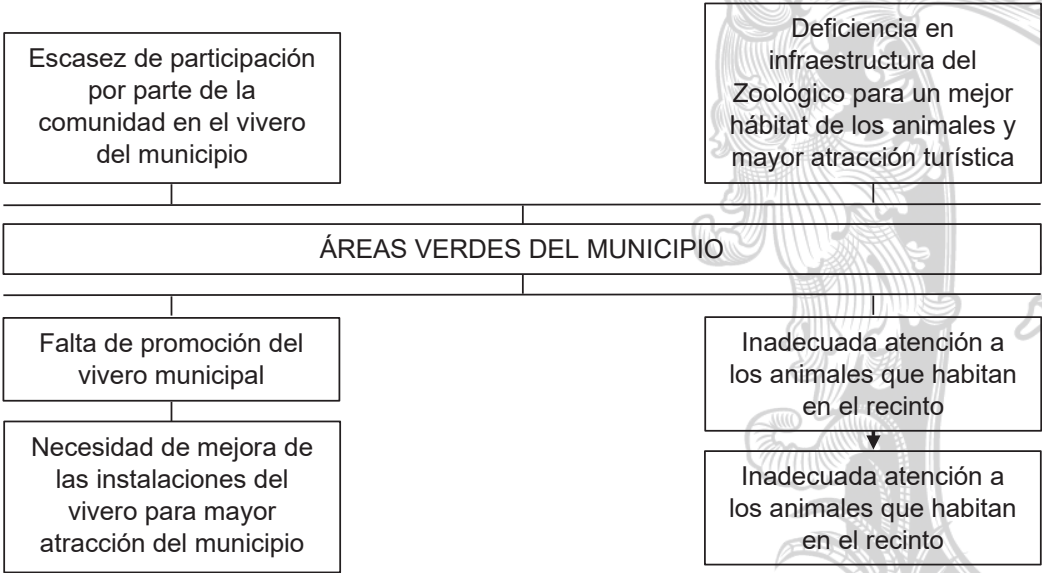 Escasez de participación
por parte de la
comunidad en el vivero
del municipio
Deficiencia en
infraestructura del
Zoológico para un mejor
hábitat de los animales y
mayor atracción turística
ÁREAS VERDES DEL MUNICIPIO
Falta de promoción del
vivero municipal
Inadecuada atención a
los animales que habitan
en el recinto
Necesidad de mejora de
las instalaciones del
vivero para mayor
atracción del municipio
Inadecuada atención a
los animales que habitan
en el recinto